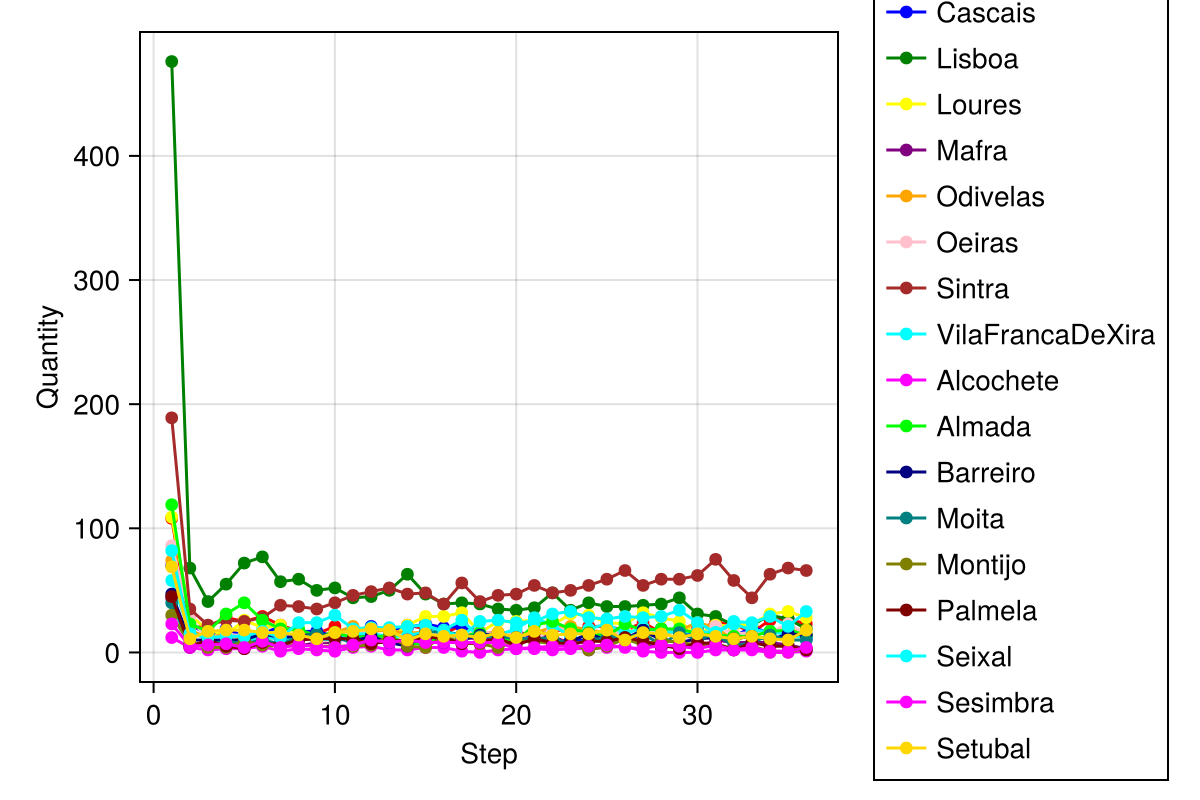 Cascais
Lisboa
Loures
Mafra
Odivelas
Oeiras
Sintra
VilaFrancaDeXira
Alcochete
Almada
Barreiro
Moita
Montijo
Palmela
Seixal
Sesimbra
Setubal
400
300
200
100
0
Quantity
0 10 20 30
Step